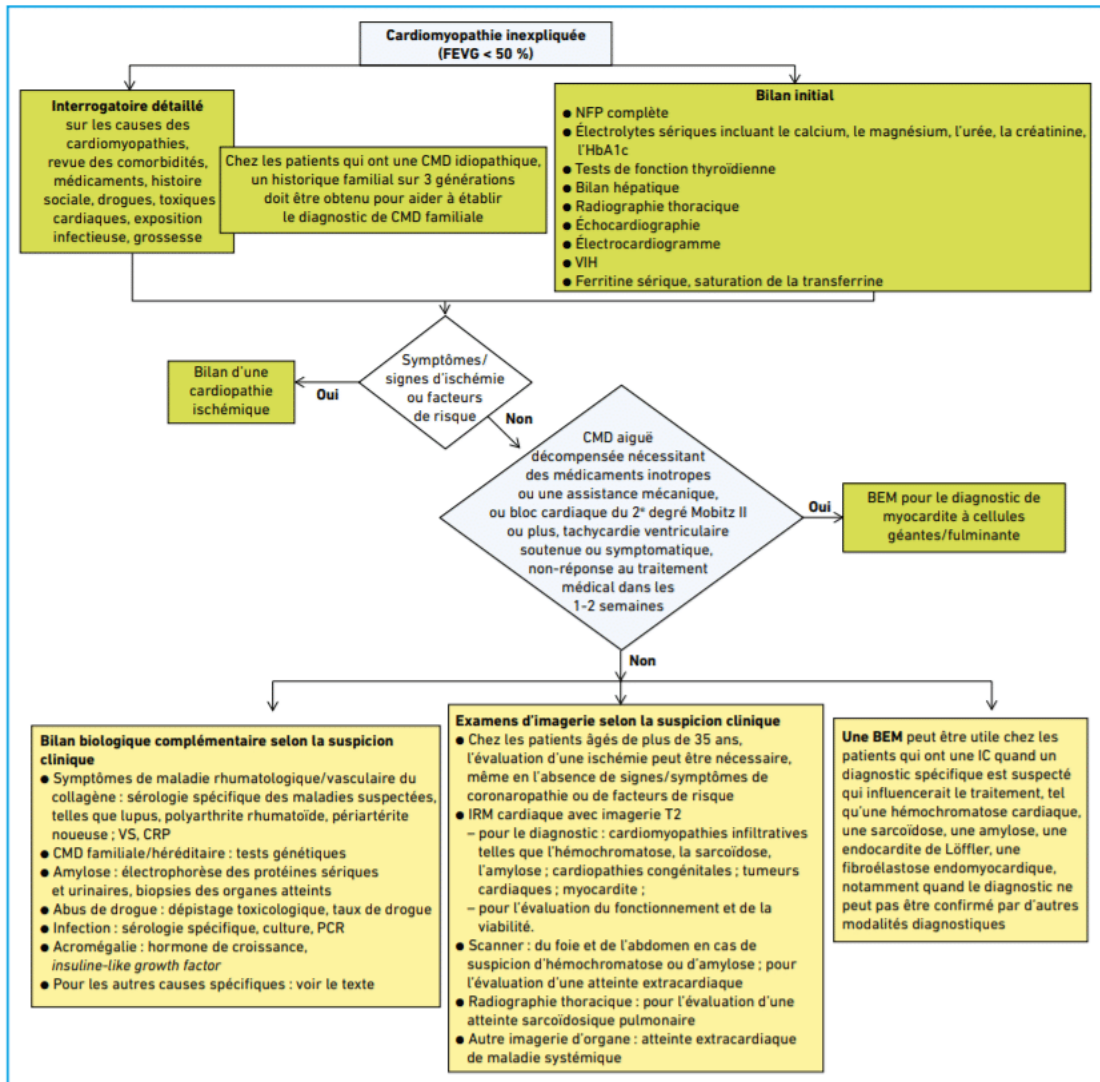 Cardiomyopathie inexpliquée
(FEVG < 50 %)
Interrogatoire détaillé
sur les causes des
cardiomyopathies,
revue des comorbidités,
médicaments, histoire
sociale, drogues, toxiques
cardiaques, exposition
infectieuse, grossesse
Chez les patients qui ont une CMD idiopathique,
un historique familial sur 3 générations
doit être obtenu pour aider à établir
le diagnostic de CMD familiale
Bilan initial
● NFP complète
● Électrolytes sériques incluant le calcium, le magnésium, l'urée, la créatinine,
l'HbA1c
● Tests de fonction thyroïdienne
● Bilan hépatique
● Radiographie thoracique
● Échocardiographie
● Électrocardiogramme
● VIH
● Ferritine sérique, saturation de la transferrine
Symptômes/
signes d'ischémie
ou facteurs
de risque
Oui
Bilan d'une
cardiopathie
ischémique
Non
CMD aiguë
décompensée nécessitant
des médicaments inotropes
ou une assistance mécanique,
ou bloc cardiaque du 2e degré Mobitz II
ou plus, tachycardie ventriculaire
soutenue ou symptomatique,
non-réponse au traitement
médical dans les
1-2 semaines
Oui
BEM pour le diagnostic de
myocardite à cellules
géantes/fulminante
Non
Bilan biologique complémentaire selon la suspicion
clinique
● Symptômes de maladie rhumatologique/vasculaire du
collagène : sérologie spécifique des maladies suspectées,
telles que lupus, polyarthrite rhumatoïde, périartérite
noueuse ; VS, CRP
● CMD familiale/héréditaire : tests génétiques
● Amylose : électrophorèse des protéines sériques
et urinaires, biopsies des organes atteints
● Abus de drogue : dépistage toxicologique, taux de drogue
● Infection : sérologie spécifique, culture, PCR
● Acromégalie : hormone de croissance,
insuline-like growth factor
● Pour les autres causes spécifiques : voir le texte
Examens d'imagerie selon la suspicion clinique
● Chez les patients âgés de plus de 35 ans,
l'évaluation d'une ischémie peut être nécessaire,
même en l'absence de signes/symptômes de
coronaropathie ou de facteurs de risque
● IRM cardiaque avec imagerie T2
– pour le diagnostic : cardiomyopathies infiltratives
telles que l'hémochromatose, la sarcoïdose,
l'amylose ; cardiopathies congénitales ; tumeurs
cardiaques ; myocardite ;
– pour l'évaluation du fonctionnement et de la
viabilité.
● Scanner : du foie et de l'abdomen en cas de
suspicion d'hémochromatose ou d'amylose ; pour
l'évaluation d'une atteinte extracardiaque
● Radiographie thoracique : pour l'évaluation d'une
atteinte sarcoïdosique pulmonaire
● Autre imagerie d'organe : atteinte extracardiaque
de maladie systémique
Une BEM peut être utile chez les
patients qui ont une IC quand un
diagnostic spécifique est suspecté
qui influencerait le traitement, tel
qu'une hémochromatose cardiaque,
une sarcoïdose, une amylose, une
endocardite de Löffler, une
fibroélastose endomyocardique,
notamment quand le diagnostic ne
peut pas être confirmé par d'autres
modalités diagnostiques